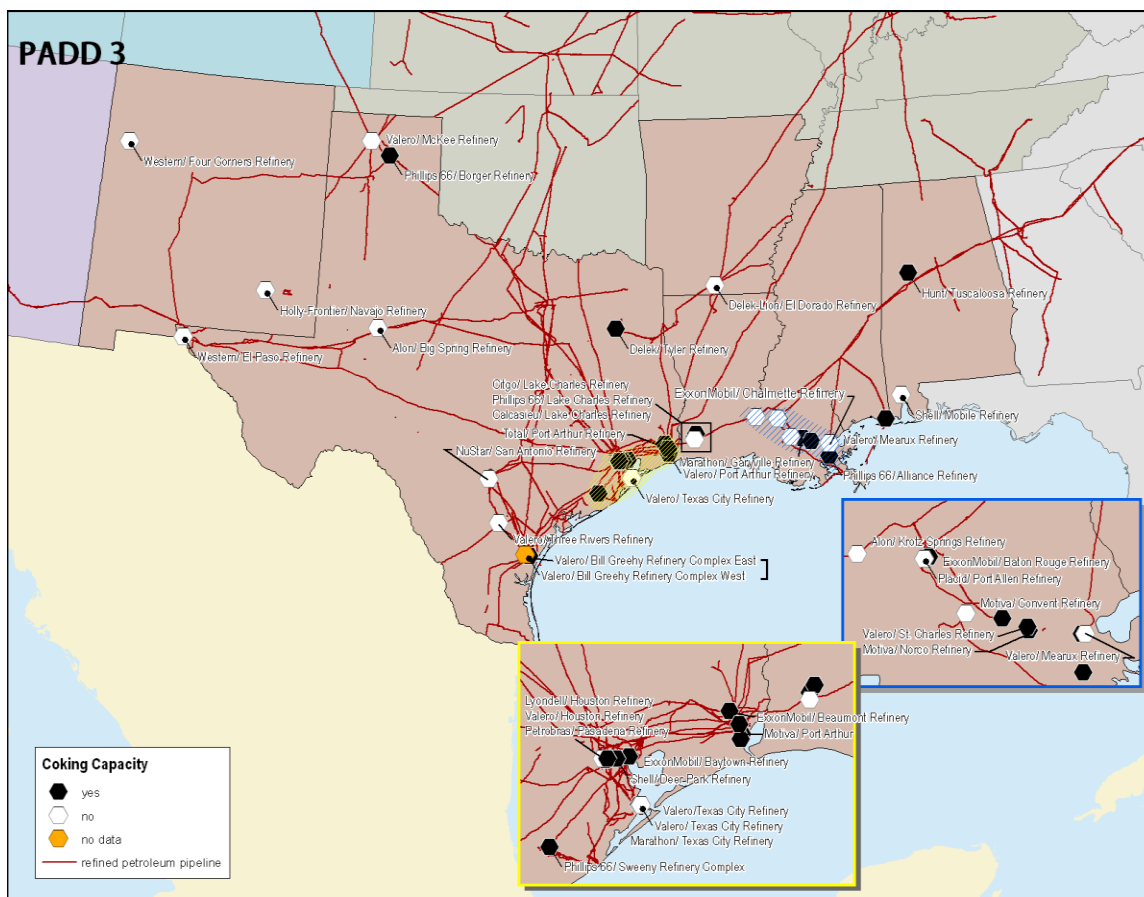 PADD 3
Valero/ McKee Refinery
Western/ Four Corners Refinery
Phillips 66/ Borger Refinery
Hunt/ Tuscaloosa Refinery
Delek-Lion/ El Dorado Refinery
Holly-Frontier/ Navajo Refinery
Alon/ Big Spring Refinery
Delek/ Tyler Refinery
Western/ El Paso Refinery
Citgo/ Lake Charles Refinery
ExxonMobil/ Chalmette Refinery
Phillips 66/ Lake Charles Refinery
Calcasieu/ Lake Charles Refinery
Shell/ Mobile Refinery
Total/ Port Arthur Refinery
Valero/ Mearux Refinery
NuStar/ San Antonio Refinery
Marathon/ Garyville Refinery
Valero/ Port Arthur Refinery
Phillips 66/ Alliance Refinery
Valero/ Texas City Refinery
Valero/ Three Rivers Refinery
Valero/ Bill Greehy Refinery Complex East
Valero/ Bill Greehy Refinery Complex West
Alon/ Krotz Springs Refinery
ExxonMobil/ Baton Rouge Refinery
Placid/ Port Allen Refinery
Motiva/ Convent Refinery
Valero/ St. Charles Refinery
Motiva/ Norco Refinery
Valero/ Mearux Refinery
Lyondell/ Houston Refinery
Valero/ Houston Refinery
Petrobras/ Pasadena Refinery
ExxonMobil/ Beaumont Refinery
Motiva/ Port Arthur
ExxonMobil/ Baytown Refinery
Shell/ Deer Park Refinery
Valero/Texas City Refinery
Valero/ Texas City Refinery
Marathon/ Texas City Refinery
Phillips 66/ Sweeny Refinery Complex
Coking Capacity
yes
no
no data
refined petroleum pipeline